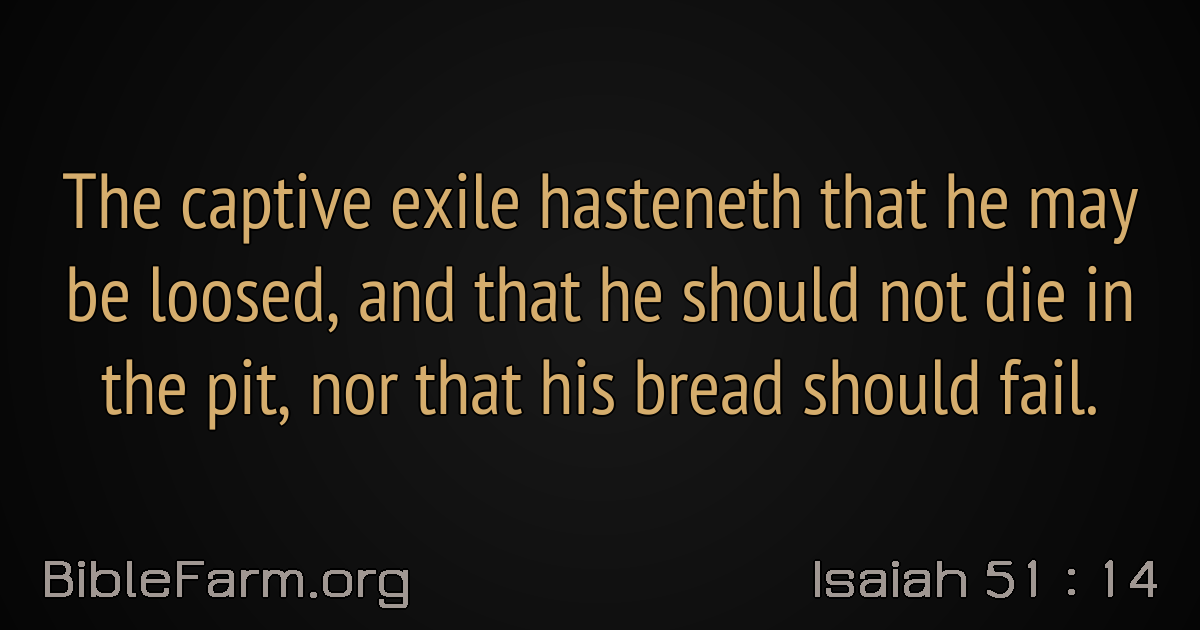 The captive exile hasteneth that he may
be loosed, and that he should not die in
the pit, nor that his bread should fail.
BibleFarm.org
Isaiah 51 : 14